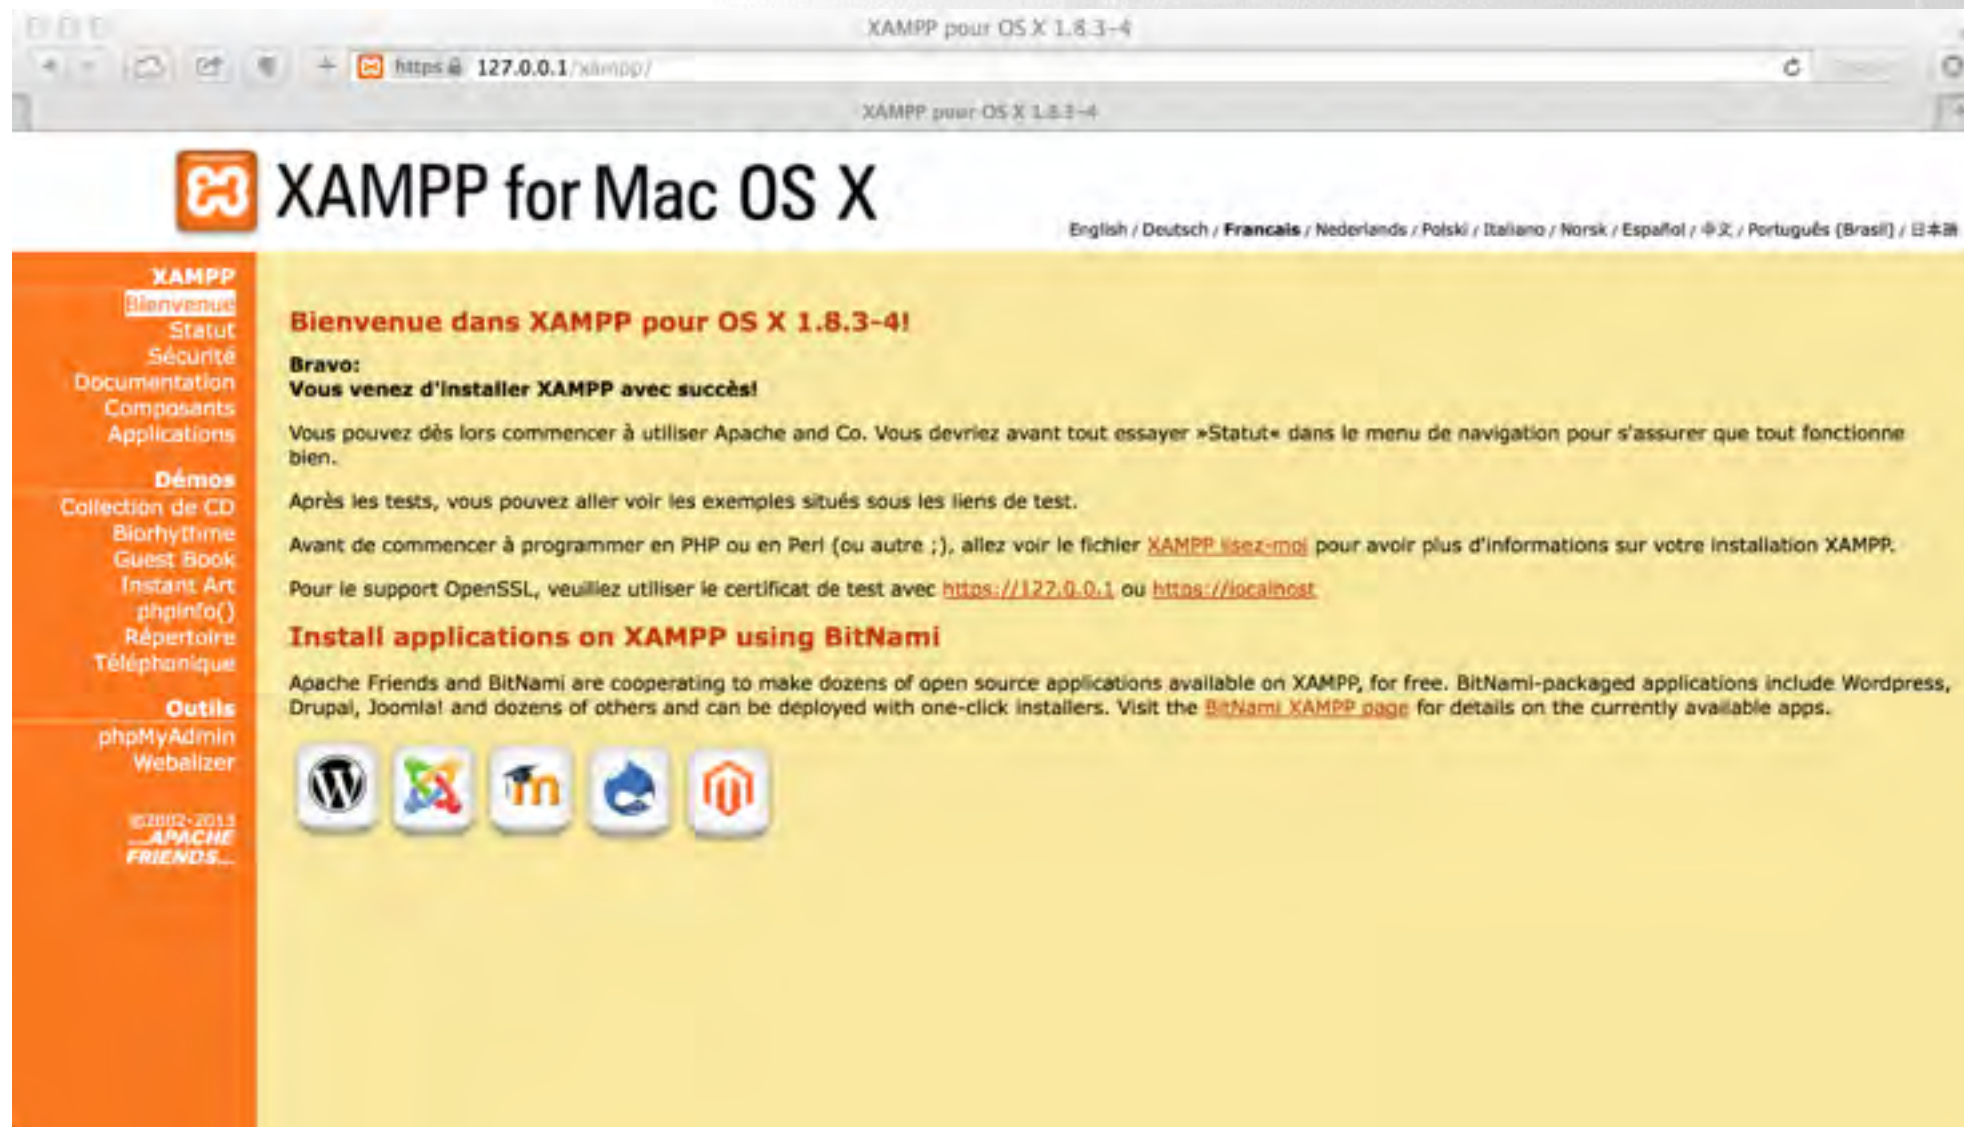 XAMPP pour OS X 1.8.3-4
https 127.0.0.1/xampp/
XAMPP pour OS X 1.8.3-4
XAMPP for Mac OS X
English / Deutsch / Francais / Nederlands / Polski / Italiano / Norsk / Español / 中文 / Português (Brasil) / 日本語
XAMPP
Bienvenue
Statut
Sécurité
Documentation
Composants
Applications
Démos
Collection de CD
Biorhythme
Guest Book
Instant Art
phpinfo()
Répertoire
Téléphonique
Outils
phpMyAdmin
Webalizer
©2002-2013
...APACHE
FRIENDS...
Bienvenue dans XAMPP pour OS X 1.8.3-4!
Bravo:
Vous venez d'installer XAMPP avec succès!
Vous pouvez dès lors commencer à utiliser Apache and Co. Vous devriez avant tout essayer »Statut« dans le menu de navigation pour s'assurer que tout fonctionne
bien.
Après les tests, vous pouvez aller voir les exemples situés sous les liens de test.
Avant de commencer à programmer en PHP ou en Perl (ou autre ;), allez voir le fichier XAMPP lisez-moi pour avoir plus d'informations sur votre installation XAMPP.
Pour le support OpenSSL, veuillez utiliser le certificat de test avec https://127.0.0.1 ou https://localhost
Install applications on XAMPP using BitNami
Apache Friends and BitNami are cooperating to make dozens of open source applications available on XAMPP, for free. BitNami-packaged applications include Wordpress,
Drupal, Joomla! and dozens of others and can be deployed with one-click installers. Visit the BitNami XAMPP page for details on the currently available apps.